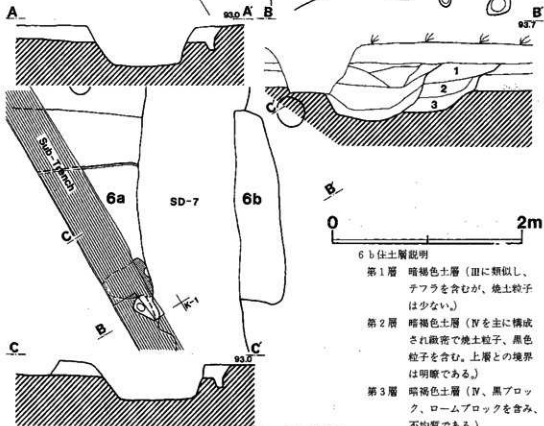 A
93.0
A'
B
B'
93.7
1
2
3
C'
Sub-Trench
6a
SD-7
6b
B'
C
K-1
B
0
2m
6b住土層説明
第1層 暗褐色土層(Ⅲに類似し、
テフラを含むが、焼土粒子
は少ない。)
第2層 暗褐色土層(Ⅳを主に構成
され緻密で焼土粒子、黒色
粒子を含む。上層との境界
は明瞭である。)
第3層 暗褐色土層(Ⅳ、黒ブロッ
ク、ロームブロックを含み、
不均質である。)
C
93.0
C'